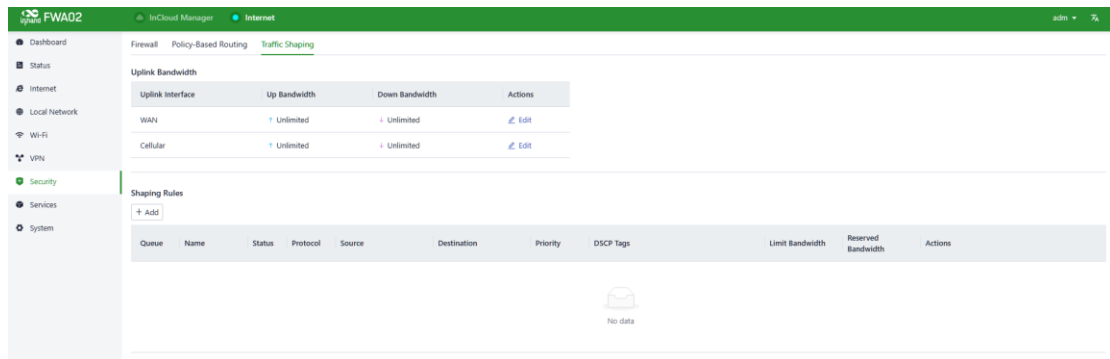 inhand FWA02
InCloud Manager Internet adm
Dashboard
Status
Internet
Local Network
Wi-Fi
VPN
Security
Services
System
Firewall Policy-Based Routing Traffic Shaping
Uplink Bandwidth
Uplink Interface Up Bandwidth Down Bandwidth Actions
WAN ↑ Unlimited ↓ Unlimited Edit
Cellular ↑ Unlimited ↓ Unlimited Edit
Shaping Rules
+ Add
Queue Name Status Protocol Source Destination Priority DSCP Tags Limit Bandwidth Reserved Bandwidth Actions
No data